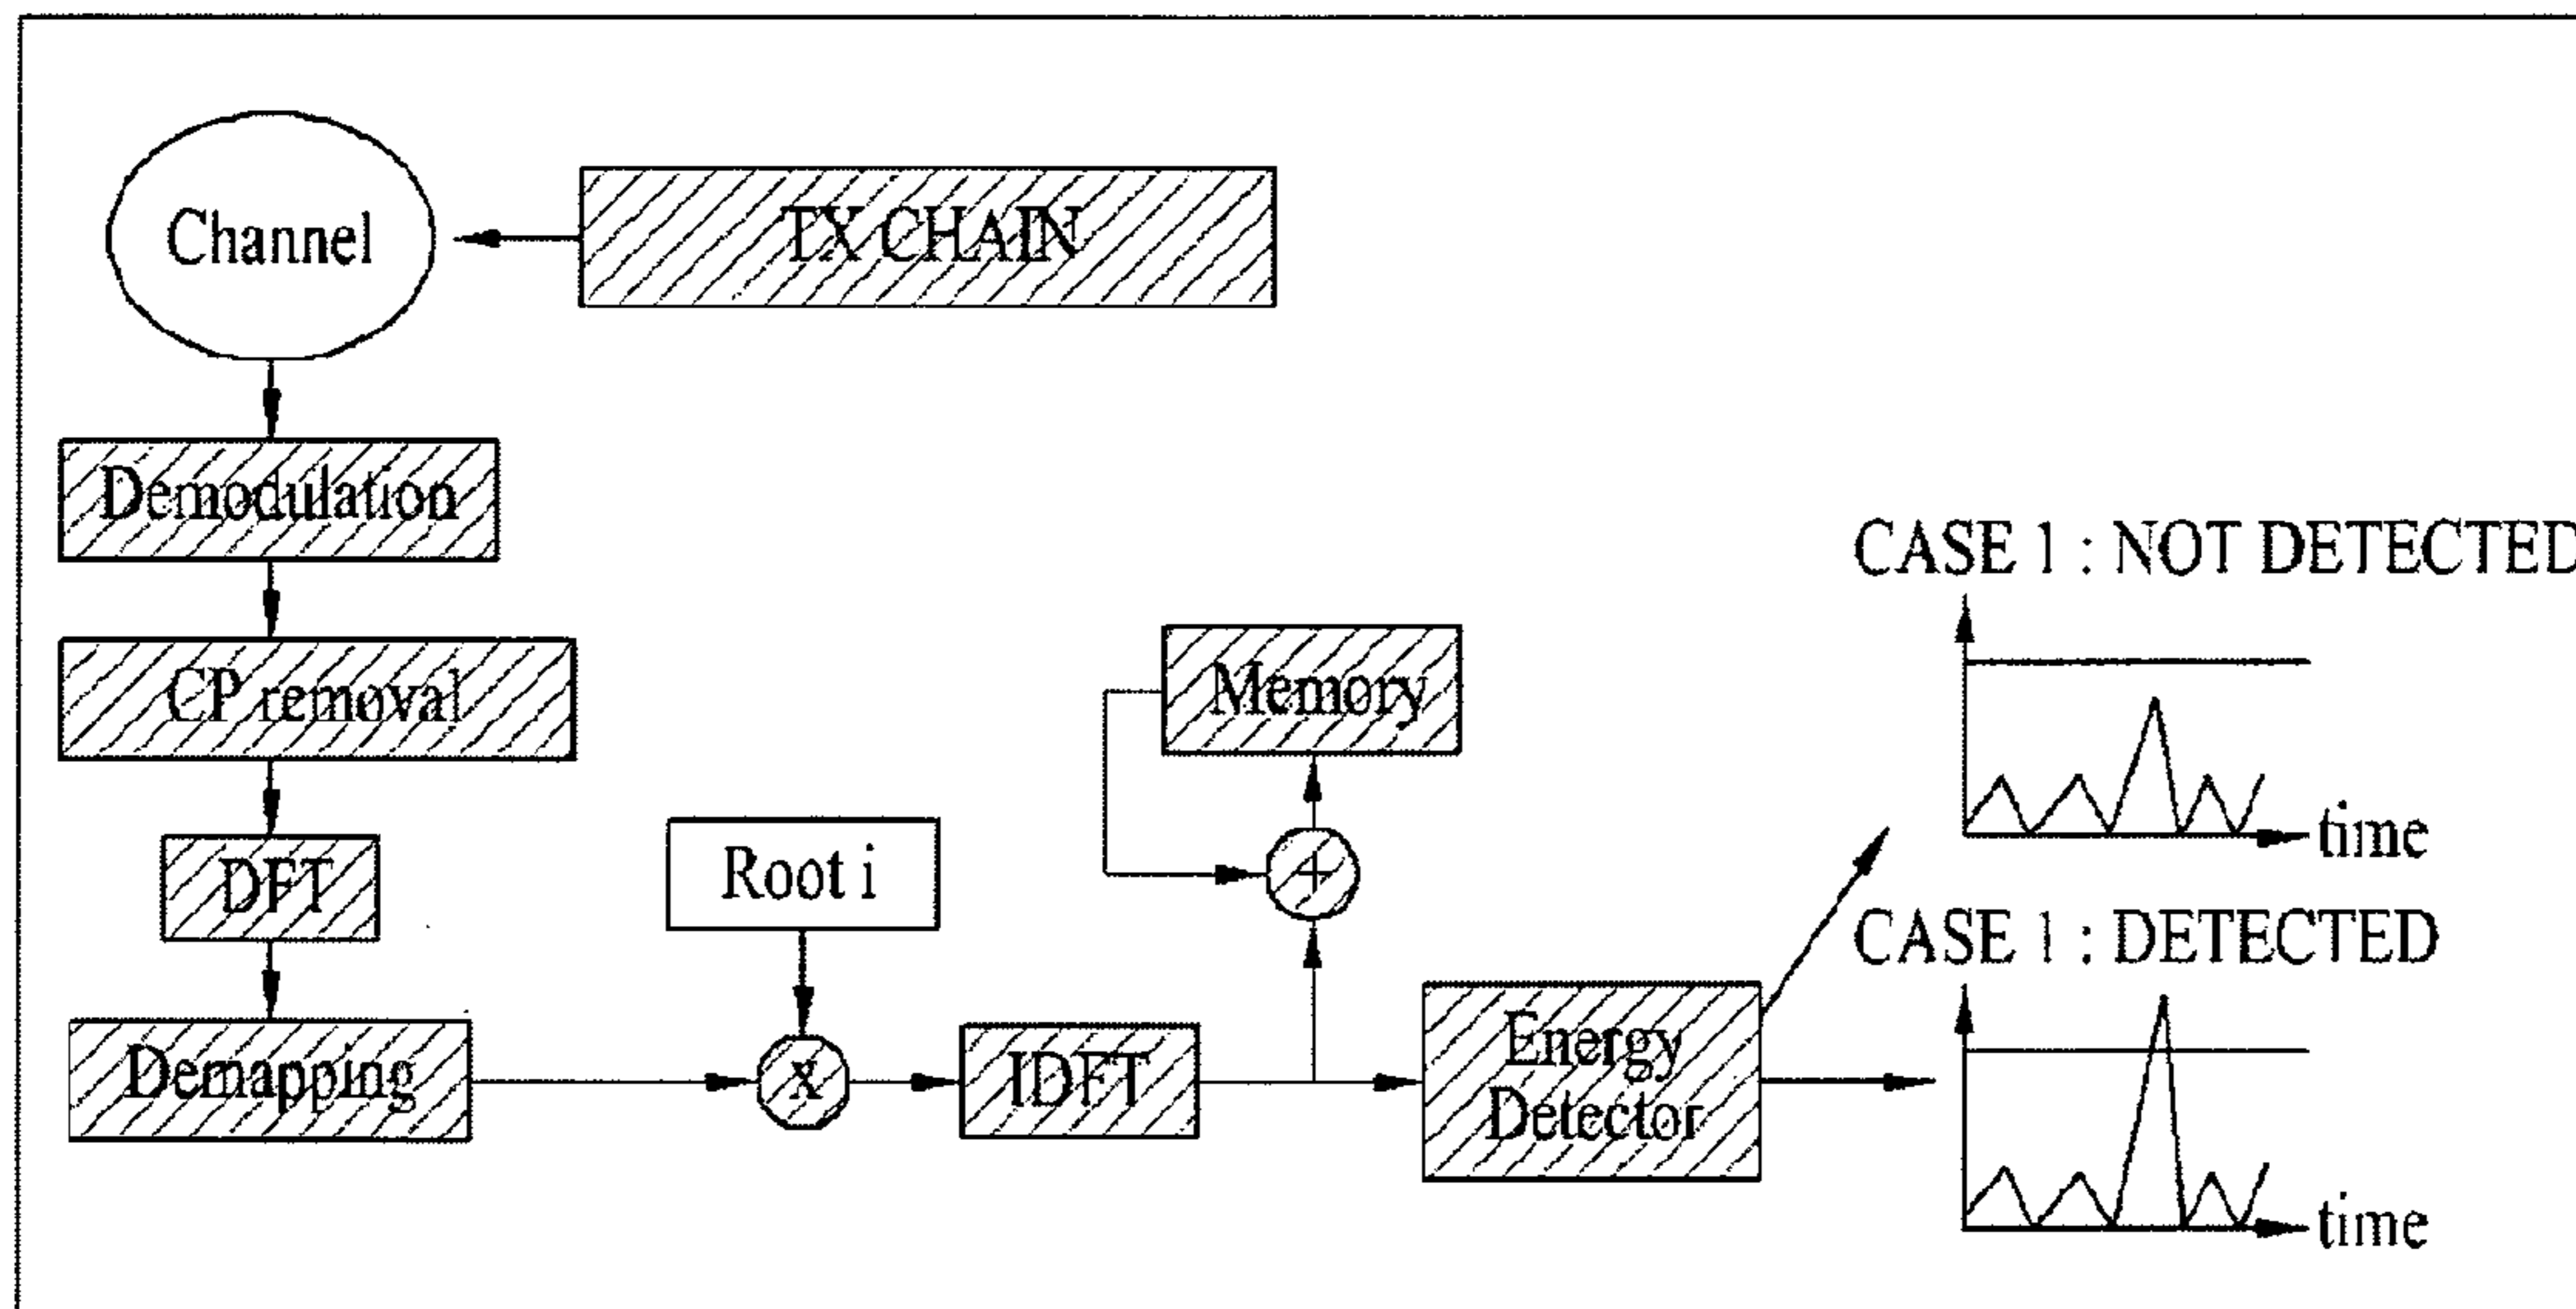 Channel
TX CHAIN
Demodulation
CP removal
DFT
Demapping
Root i
x
IDFT
Memory
+
Energy
Detector
CASE 1 : NOT DETECTED
time
CASE 1 : DETECTED
time